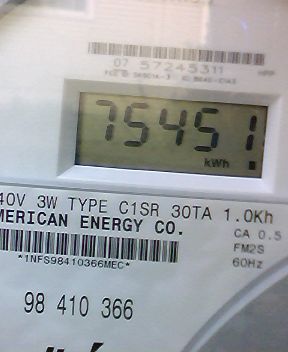 07 57245311
75451
kWh
40V 3W TYPE C1SR 30TA 1.0Kh
MERICAN ENERGY CO.
CA 0.5
FM2S
*1NFS98410366MEC*
60Hz
98 410 366